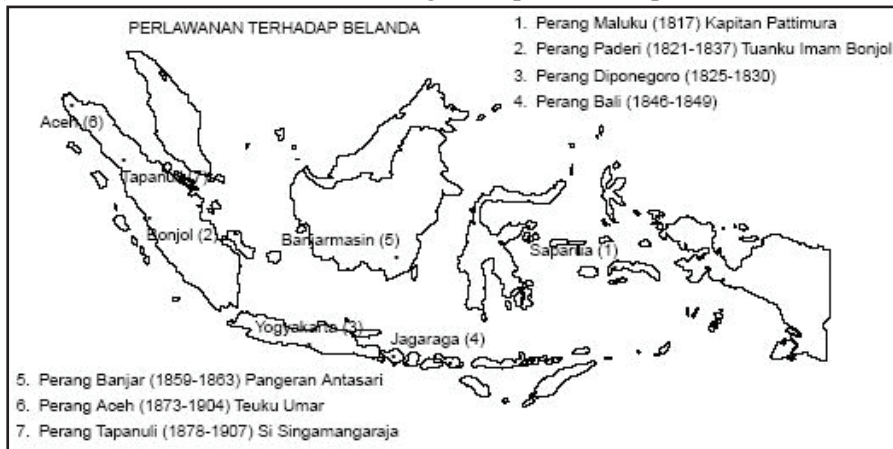 PERLAWANAN TERHADAP BELANDA
1. Perang Maluku (1817) Kapitan Pattimura
2. Perang Paderi (1821-1837) Tuanku Imam Bonjol
3. Perang Diponegoro (1825-1830)
4. Perang Bali (1846-1849)
Aceh (6)
Tapanuli (7)
Bonjol (2)
Banjarmasin (5)
Saparua (1)
Yogyakarta (3)
Jagaraga (4)
5. Perang Banjar (1859-1863) Pangeran Antasari
6. Perang Aceh (1873-1904) Teuku Umar
7. Perang Tapanuli (1878-1907) Si Singamangaraja